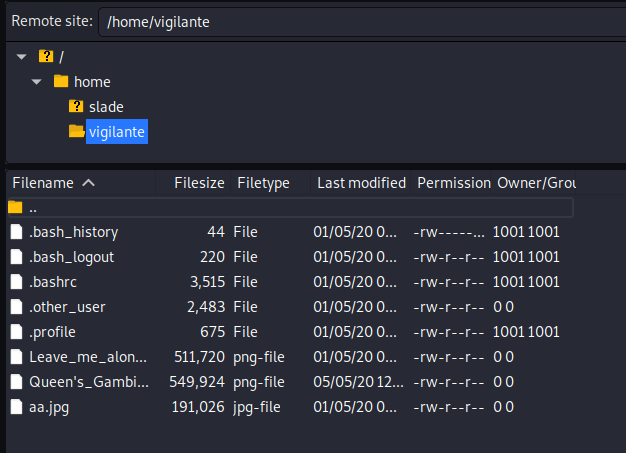 Remote site: /home/vigilante
/
home
slade
vigilante
Filename Filesize Filetype Last modified Permission Owner/Grou
..
.bash_history 44 File 01/05/20 0... -rw-----... 1001 1001
.bash_logout 220 File 01/05/20 0... -rw-r--r-- 1001 1001
.bashrc 3,515 File 01/05/20 0... -rw-r--r-- 1001 1001
.other_user 2,483 File 01/05/20 0... -rw-r--r-- 0 0
.profile 675 File 01/05/20 0... -rw-r--r-- 1001 1001
Leave_me_alon... 511,720 png-file 01/05/20 0... -rw-r--r-- 0 0
Queen's_Gambi... 549,924 png-file 05/05/20 12... -rw-r--r-- 0 0
aa.jpg 191,026 jpg-file 01/05/20 0... -rw-r--r-- 0 0